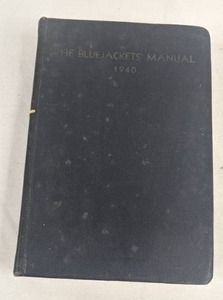 THE BLUEJACKETS' MANUAL
1940